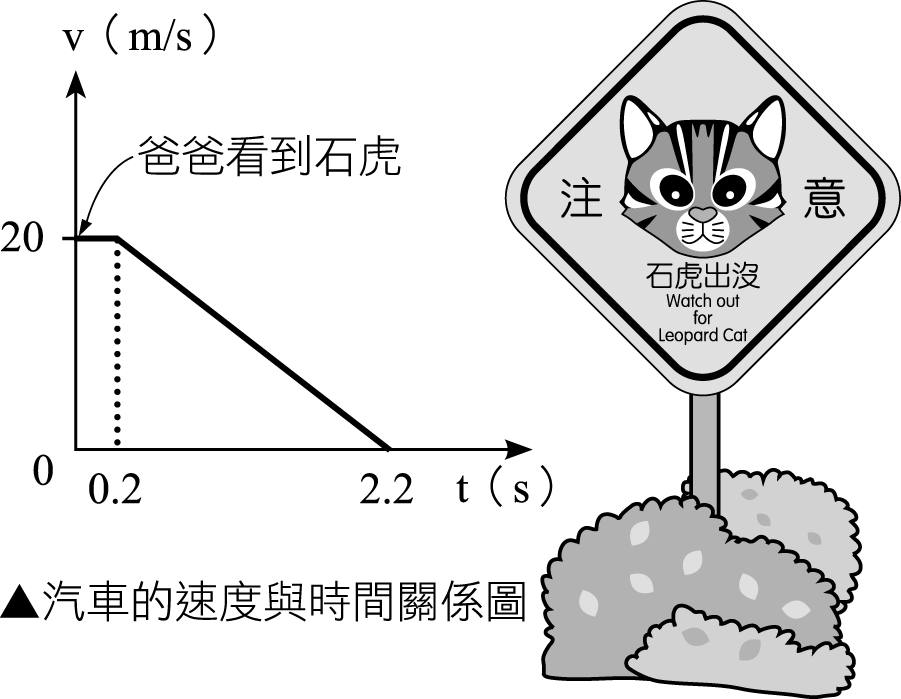 v（m/s）
爸爸看到石虎
20
0
0.2
2.2
t（s）
▲汽車的速度與時間關係圖
注
意
石虎出沒
Watch out
for
Leopard Cat